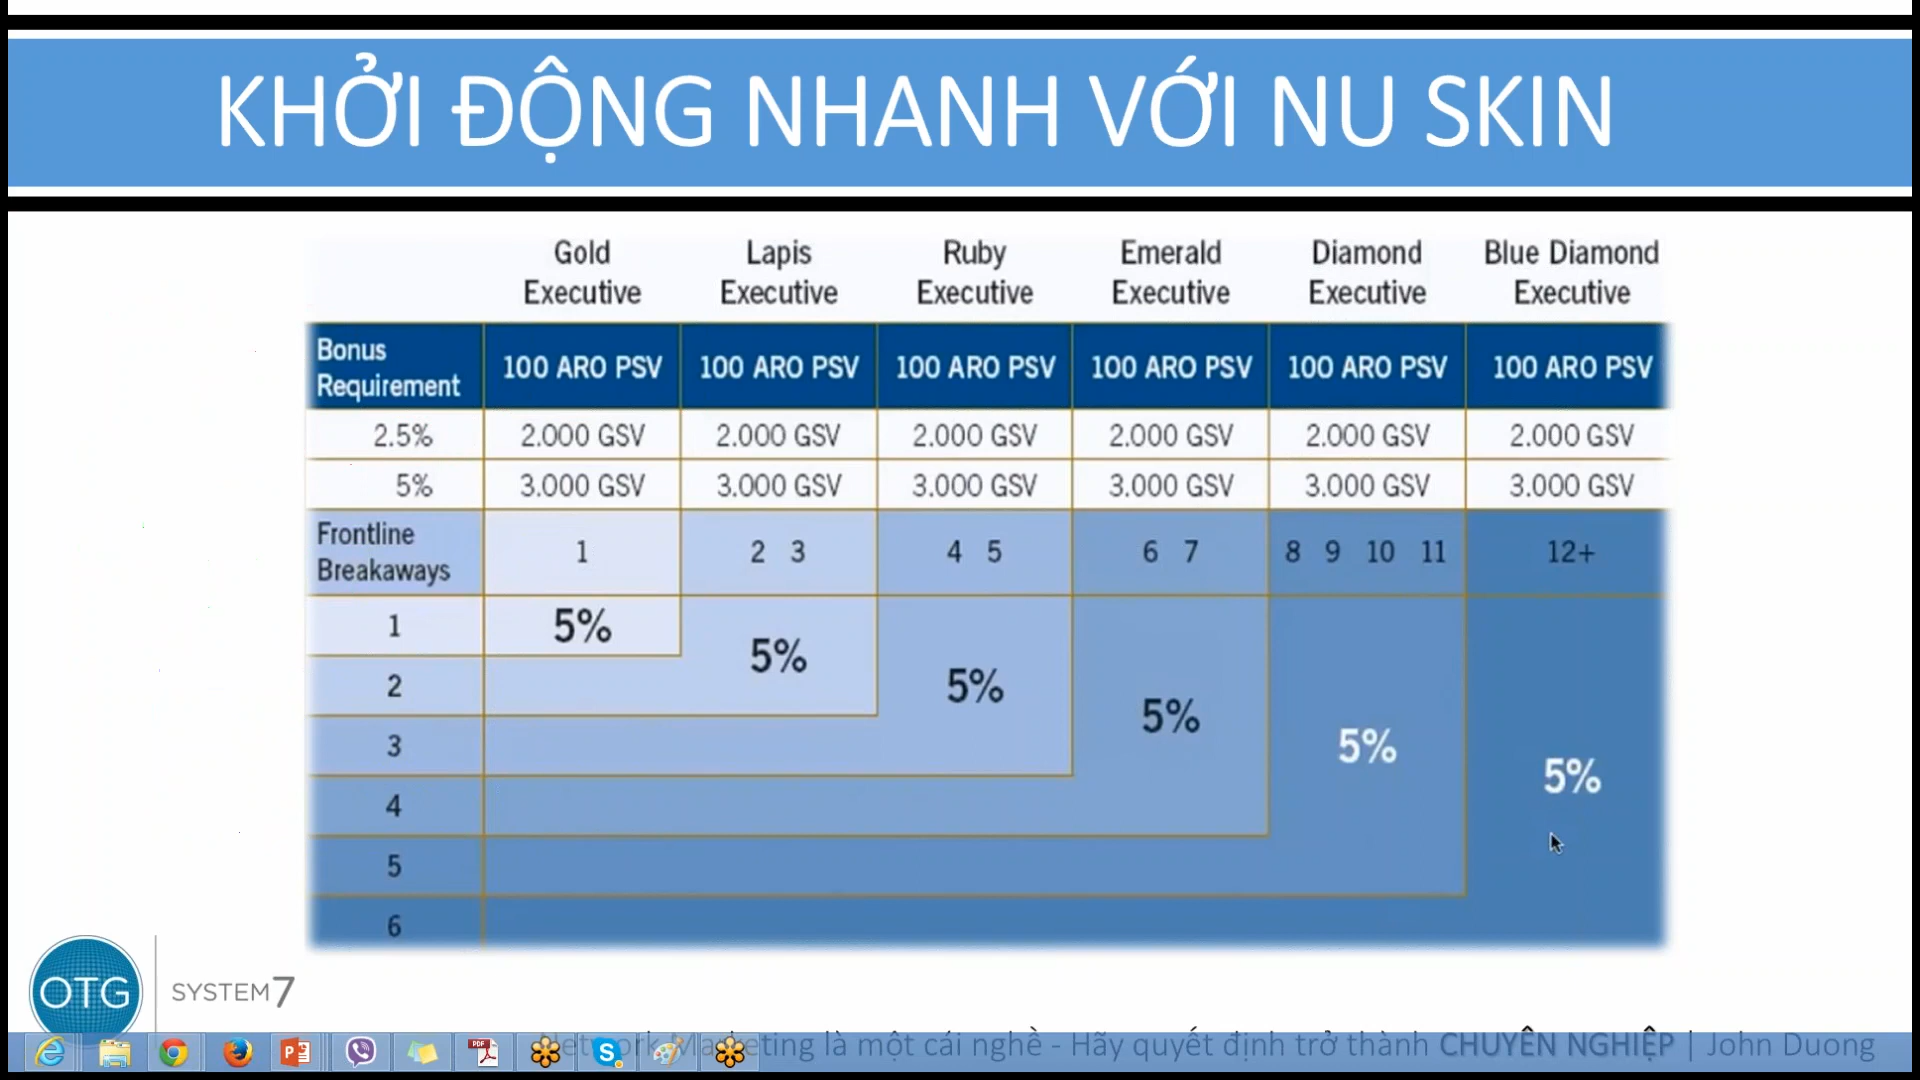 KHỞI ĐỘNG NHANH VỚI NU SKIN
Gold Executive Lapis Executive Ruby Executive Emerald Executive Diamond Executive Blue Diamond Executive
Bonus Requirement 100 ARO PSV 100 ARO PSV 100 ARO PSV 100 ARO PSV 100 ARO PSV 100 ARO PSV
2.5% 2.000 GSV 2.000 GSV 2.000 GSV 2.000 GSV 2.000 GSV 2.000 GSV
5% 3.000 GSV 3.000 GSV 3.000 GSV 3.000 GSV 3.000 GSV 3.000 GSV
Frontline Breakaways 1 2 3 4 5 6 7 8 9 10 11 12+
1 5%
2 5%
3 5%
4 5%
5 5%
6 5%
OTG SYSTEM7
là một cái nghề - Hãy quyết định trở thành CHUYÊN NGHIỆP | John Duong